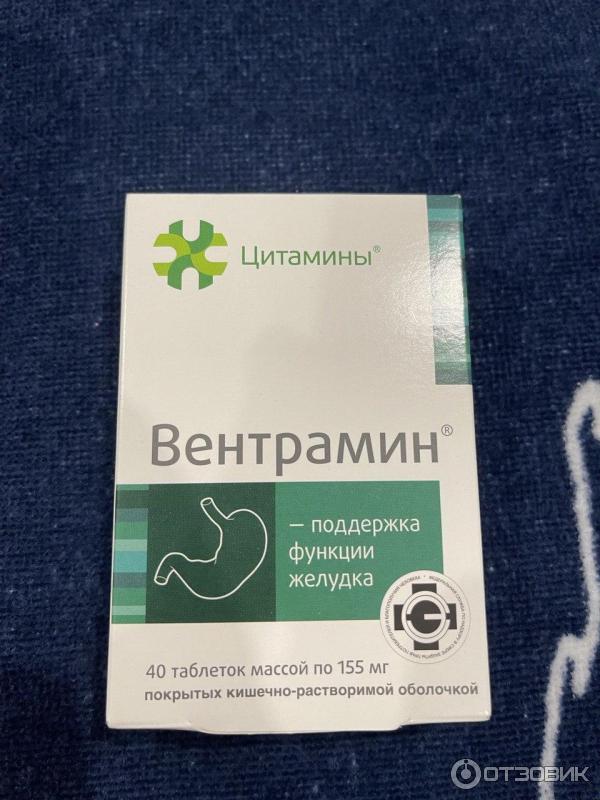 Цитамины®
Вентрамин®
– поддержка
функции
желудка
40 таблеток массой по 155 мг
покрытых кишечно-растворимой оболочкой
ОТЗОВИК